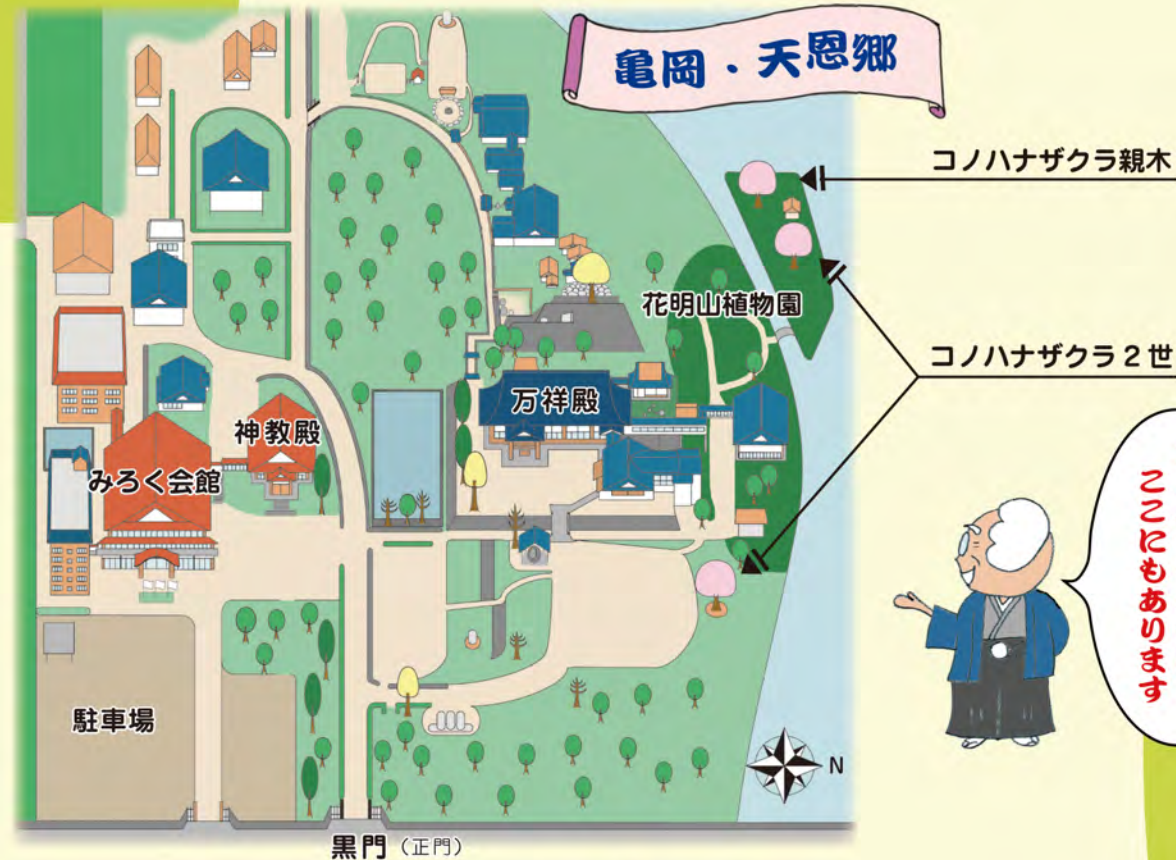 亀岡・天恩郷
コノハナザクラ親木
花明山植物園
コノハナザクラ２世
万祥殿
神教殿
みろく会館
ここにもあります
駐車場
N
黒門（正門）